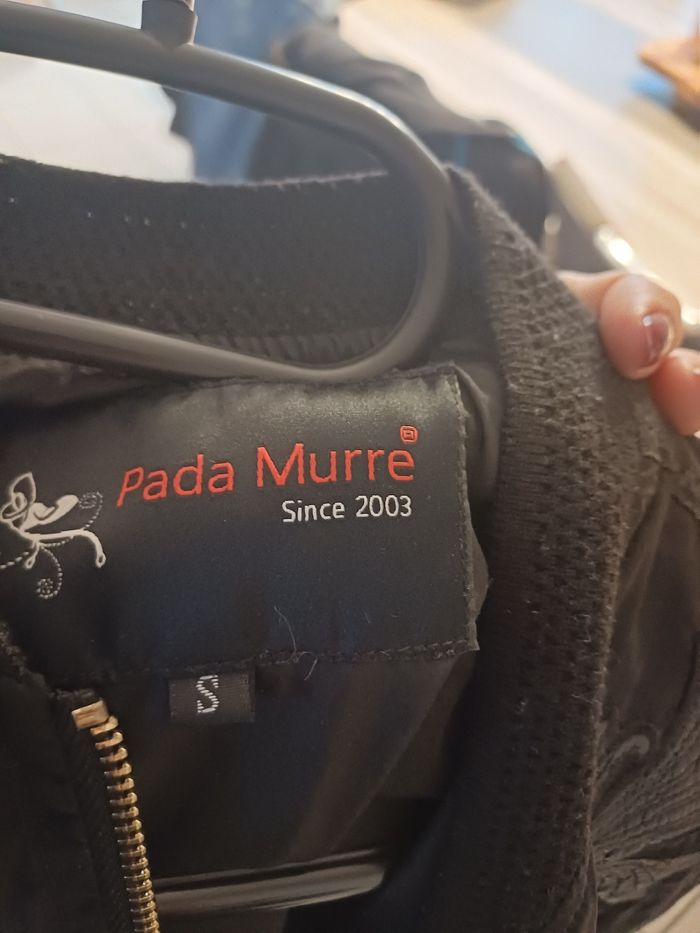 Pada Murre
Since 2003
S